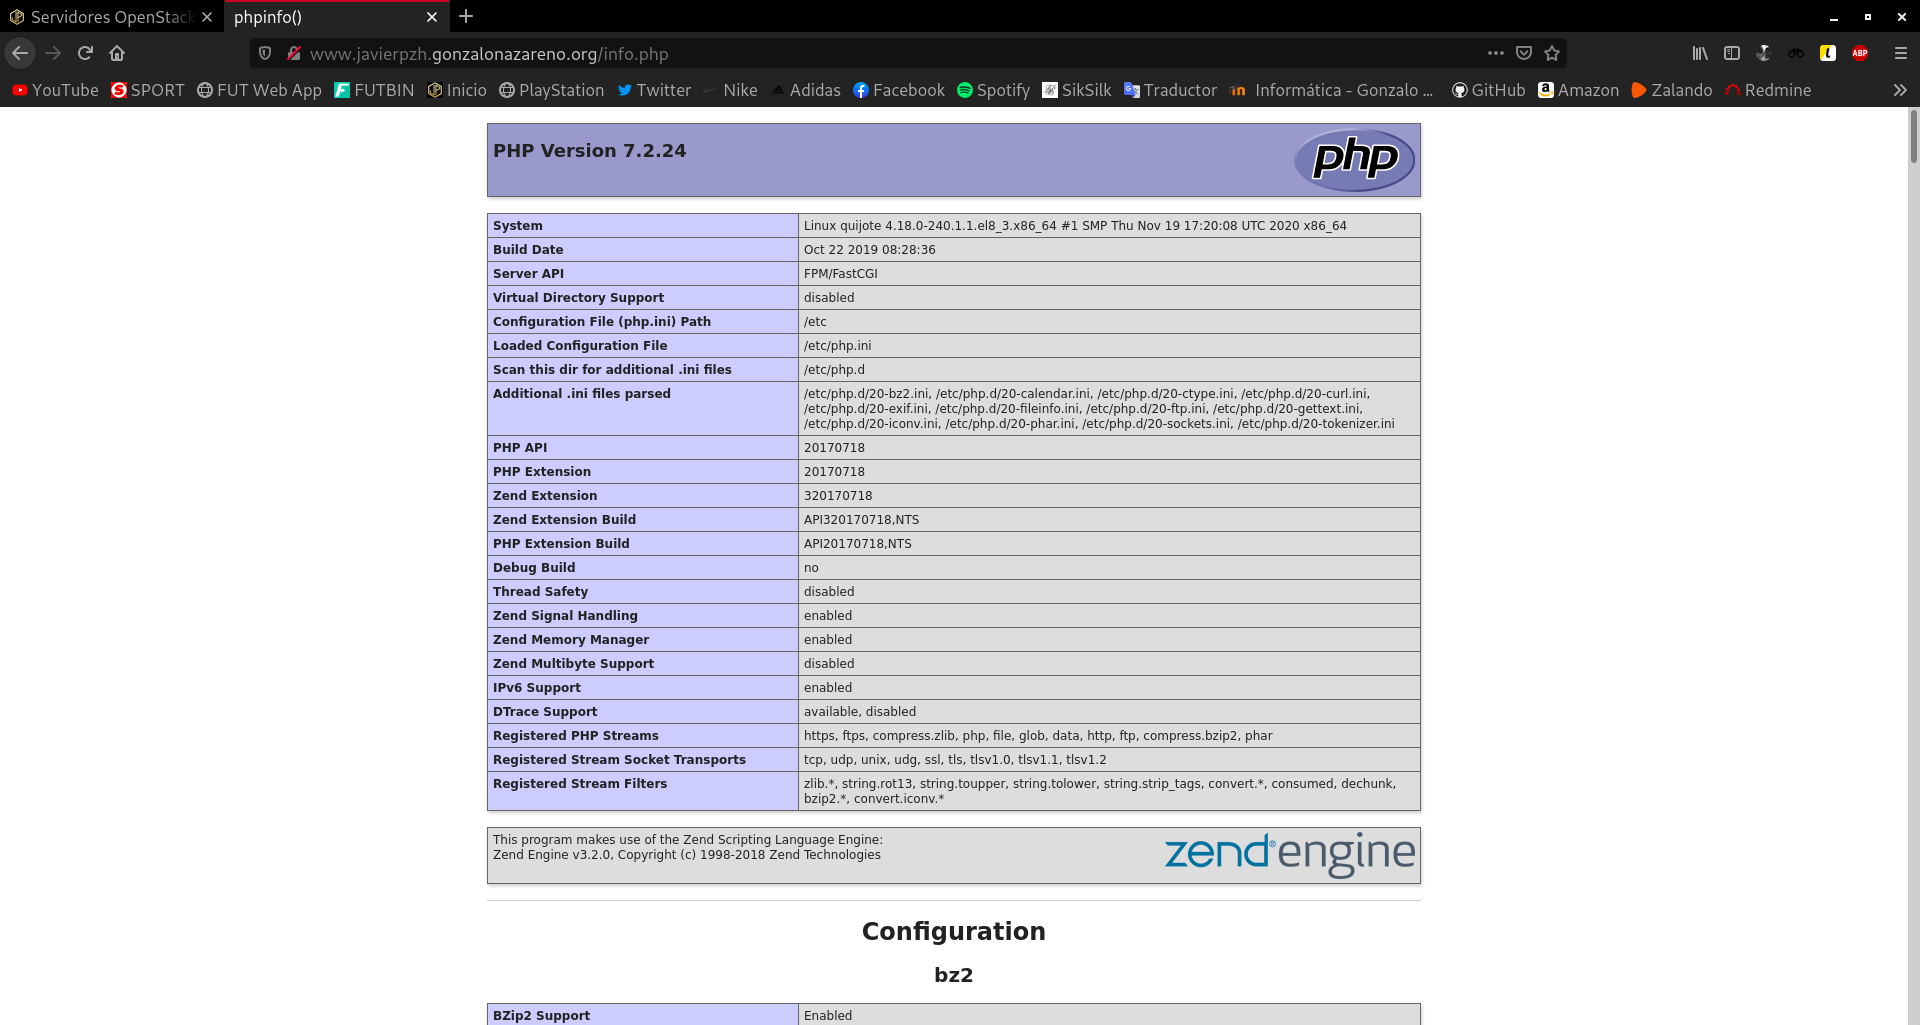 Servidores OpenStack
phpinfo()
www.javierpzh.gonzalonazareno.org/info.php
ABP
YouTube
SPORT
FUT Web App
FUTBIN
Inicio
PlayStation
Twitter
Nike
Adidas
Facebook
Spotify
SikSilk
Traductor
Informática - Gonzalo ...
GitHub
Amazon
Zalando
Redmine
PHP Version 7.2.24
php
System Linux quijote 4.18.0-240.1.1.el8_3.x86_64 #1 SMP Thu Nov 19 17:20:08 UTC 2020 x86_64
Build Date Oct 22 2019 08:28:36
Server API FPM/FastCGI
Virtual Directory Support disabled
Configuration File (php.ini) Path /etc
Loaded Configuration File /etc/php.ini
Scan this dir for additional .ini files /etc/php.d
Additional .ini files parsed /etc/php.d/20-bz2.ini, /etc/php.d/20-calendar.ini, /etc/php.d/20-ctype.ini, /etc/php.d/20-curl.ini,
/etc/php.d/20-exif.ini, /etc/php.d/20-fileinfo.ini, /etc/php.d/20-ftp.ini, /etc/php.d/20-gettext.ini,
/etc/php.d/20-iconv.ini, /etc/php.d/20-phar.ini, /etc/php.d/20-sockets.ini, /etc/php.d/20-tokenizer.ini
PHP API 20170718
PHP Extension 20170718
Zend Extension 320170718
Zend Extension Build API320170718,NTS
PHP Extension Build API20170718,NTS
Debug Build no
Thread Safety disabled
Zend Signal Handling enabled
Zend Memory Manager enabled
Zend Multibyte Support disabled
IPv6 Support enabled
DTrace Support available, disabled
Registered PHP Streams https, ftps, compress.zlib, php, file, glob, data, http, ftp, compress.bzip2, phar
Registered Stream Socket Transports tcp, udp, unix, udg, ssl, tls, tlsv1.0, tlsv1.1, tlsv1.2
Registered Stream Filters zlib.*, string.rot13, string.toupper, string.tolower, string.strip_tags, convert.*, consumed, dechunk,
bzip2.*, convert.iconv.*
This program makes use of the Zend Scripting Language Engine:
Zend Engine v3.2.0, Copyright (c) 1998-2018 Zend Technologies
zend® engine
Configuration
bz2
BZip2 Support Enabled